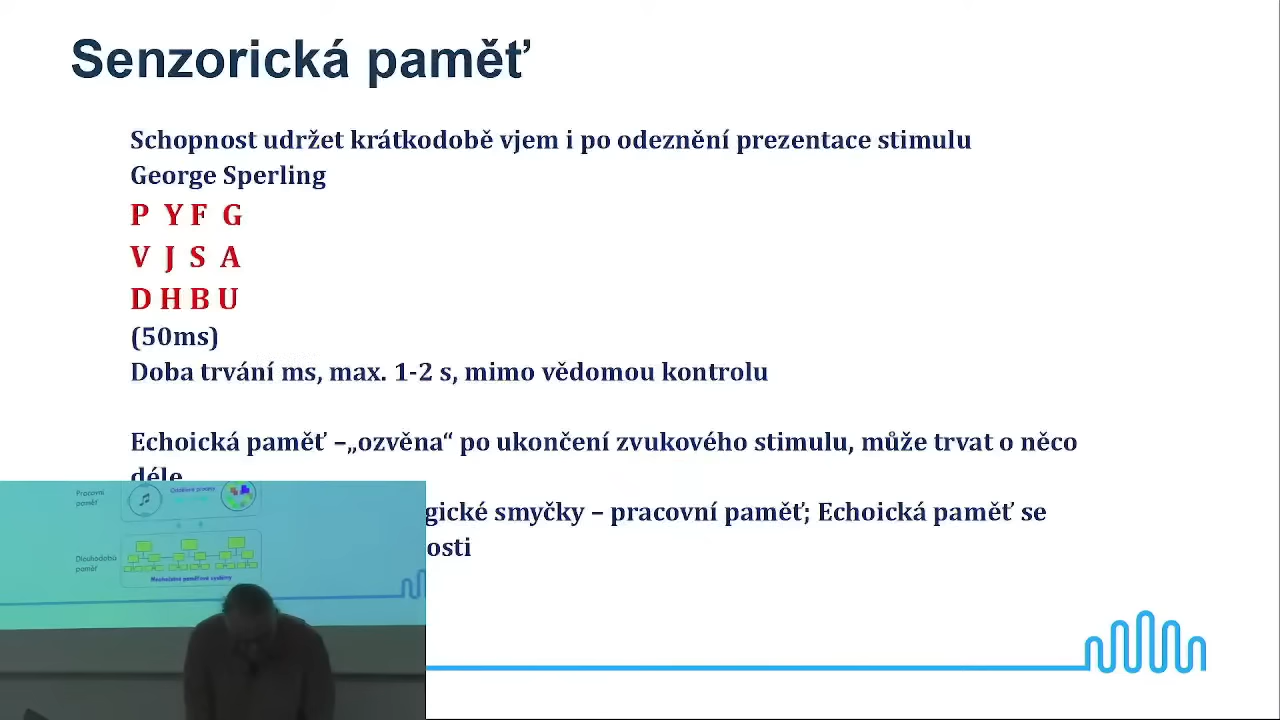 Senzorická paměť
Schopnost udržet krátkodobě vjem i po odeznění prezentace stimulu
George Sperling
P Y F G
V J S A
D H B U
(50ms)
Doba trvání ms, max. 1-2 s, mimo vědomou kontrolu
Echoická paměť –„ozvěna“ po ukončení zvukového stimulu, může trvat o něco
déle
gické smyčky – pracovní paměť; Echoická paměť se
osti
Pracovní
paměť
Dlouhodobá
paměť